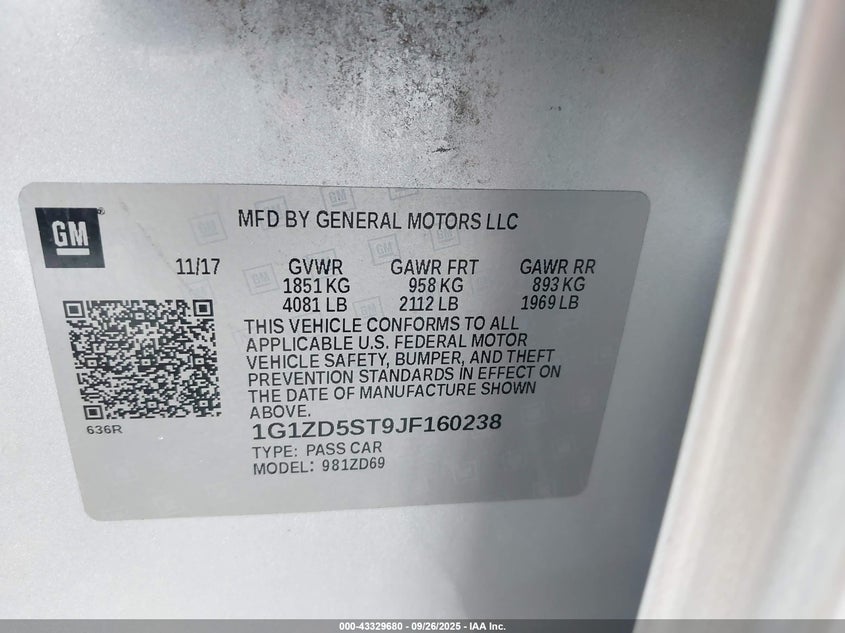 GM
MFD BY GENERAL MOTORS LLC
11/17 GVWR GAWR FRT GAWR RR
1851 KG 958 KG 893 KG
4081 LB 2112 LB 1969 LB
THIS VEHICLE CONFORMS TO ALL
APPLICABLE U.S. FEDERAL MOTOR
VEHICLE SAFETY, BUMPER, AND THEFT
PREVENTION STANDARDS IN EFFECT ON
THE DATE OF MANUFACTURE SHOWN
ABOVE.
636R
1G1ZD5ST9JF160238
TYPE: PASS CAR
MODEL: 981ZD69
000-43329680 - 09/26/2025 - IAA Inc.